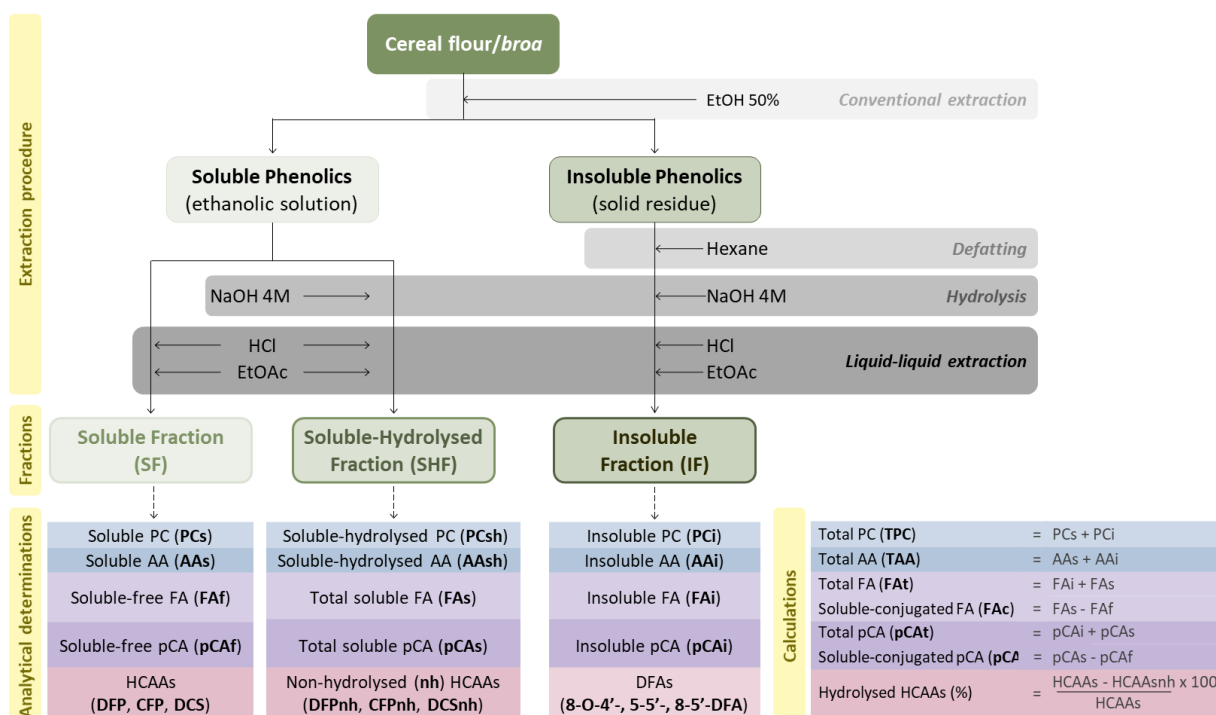 Cereal flour/broa
EtOH 50%
Conventional extraction
Extraction procedure
Soluble Phenolics
(ethanolic solution)
Insoluble Phenolics
(solid residue)
Hexane
Defatting
NaOH 4M
NaOH 4M
Hydrolysis
HCl
HCl
Liquid-liquid extraction
EtOAc
EtOAc
Fractions
Soluble Fraction
(SF)
Soluble-Hydrolysed
Fraction (SHF)
Insoluble
Fraction (IF)
Analytical determinations
Soluble PC (PCs)
Soluble AA (AAs)
Soluble-free FA (FAf)
Soluble-free pCA (pCAf)
HCAAs
(DFP, CFP, DCS)
Soluble-hydrolysed PC (PCsh)
Soluble-hydrolysed AA (AAsh)
Total soluble FA (FAs)
Total soluble pCA (pCAs)
Non-hydrolysed (nh) HCAAs
(DFPnh, CFPnh, DCSnh)
Insoluble PC (PCi)
Insoluble AA (AAi)
Insoluble FA (FAi)
Insoluble pCA (pCAi)
DFAs
(8-O-4’-, 5-5’-, 8-5’-DFA)
Calculations
Total PC (TPC) = PCs + PCi
Total AA (TAA) = AAs + AAi
Total FA (FAt) = FAi + FAs
Soluble-conjugated FA (FAc) = FAs - FAf
Total pCA (pCAt) = pCAi + pCAs
Soluble-conjugated pCA (pCA = pCAs - pCAf
Hydrolysed HCAAs (%) = HCAAs - HCAAsnh x 100
HCAAs